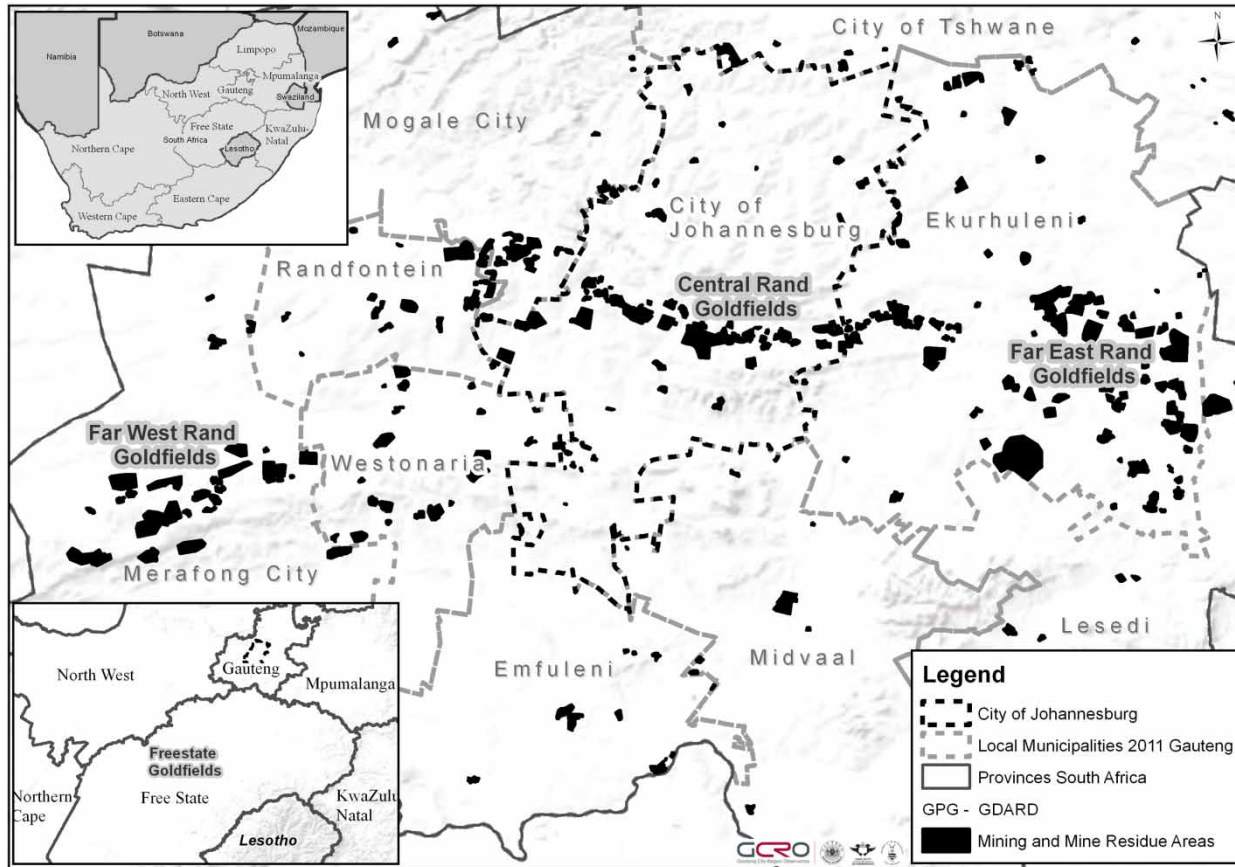 Botswana
Mozambique
Namibia
Limpopo
North West
Gauteng
Mpumalanga
Swaziland
Free State
South Africa
KwaZulu-
Natal
Northern Cape
Lesotho
Eastern Cape
Western Cape
City of Tshwane
N
Mogale City
City of
Johannesburg
Ekurhuleni
Randfontein
Central Rand
Goldfields
Far East Rand
Goldfields
Far West Rand
Goldfields
Westonaria
Merafong City
Emfuleni
Midvaal
Lesedi
North West
Gauteng
Mpumalanga
Freestate
Goldfields
Free State
Northern
Cape
KwaZulu
Natal
Lesotho
Legend
City of Johannesburg
Local Municipalities 2011 Gauteng
Provinces South Africa
GPG - GDARD
Mining and Mine Residue Areas
GCRO